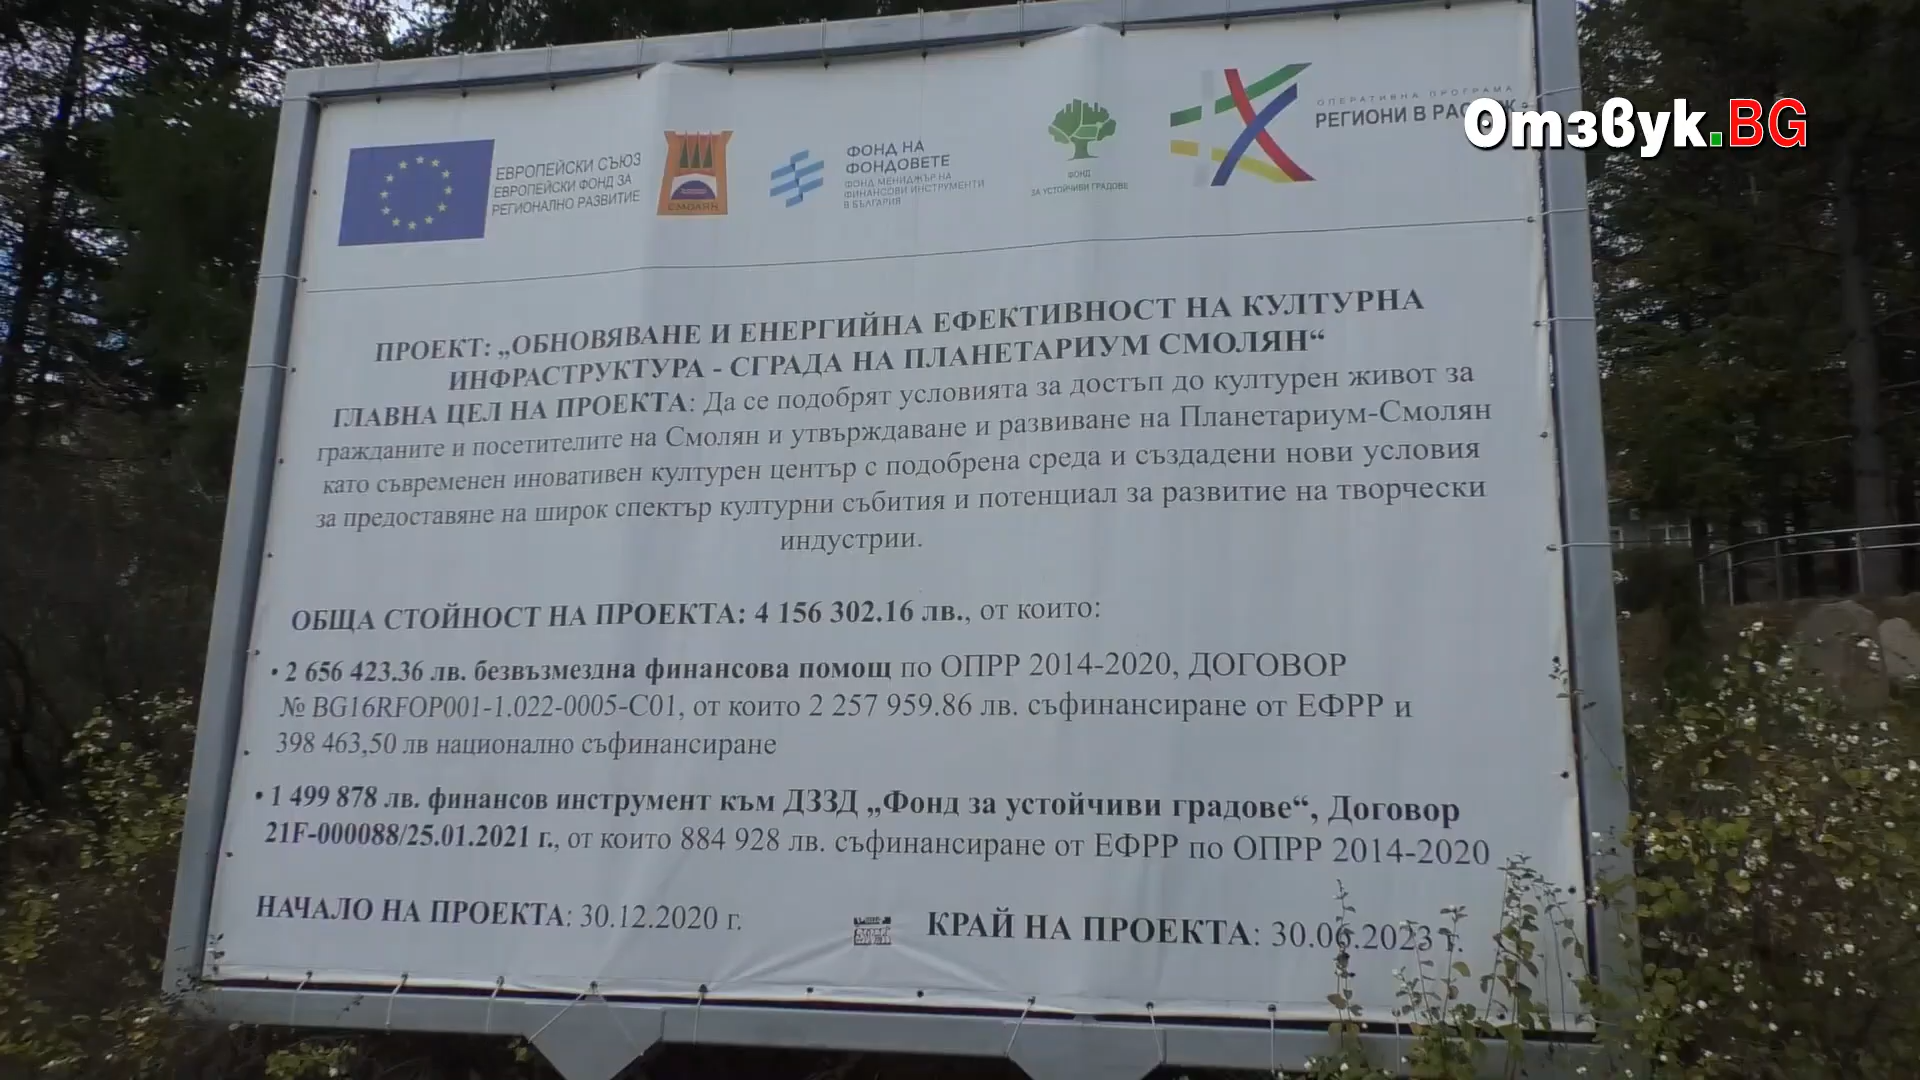 ЕВРОПЕЙСКИ СЪЮЗ
ЕВРОПЕЙСКИ ФОНД ЗА
РЕГИОНАЛНО РАЗВИТИЕ
СМОЛЯН
ФОНД НА
ФОНДОВЕТЕ
ФОНД МЕНИДЖЪР НА
ФИНАНСОВИ ИНСТРУМЕНТИ
В БЪЛГАРИЯ
ФОНД
ЗА УСТОЙЧИВИ ГРАДОВЕ
ОПЕРАТИВНА ПРОГРАМА
РЕГИОНИ В
Отзвук.BG
ПРОЕКТ: „ОБНОВЯВАНЕ И ЕНЕРГИЙНА ЕФЕКТИВНОСТ НА КУЛТУРНА
ИНФРАСТРУКТУРА - СГРАДА НА ПЛАНЕТАРИУМ СМОЛЯН“
ГЛАВНА ЦЕЛ НА ПРОЕКТА: Да се подобрят условията за достъп до културен живот за
гражданите и посетителите на Смолян и утвърждаване и развиване на Планетариум-Смолян
като съвременен иновативен културен център с подобрена среда и създадени нови условия
за предоставяне на широк спектър културни събития и потенциал за развитие на творчески
индустрии.
ОБЩА СТОЙНОСТ НА ПРОЕКТА: 4 156 302.16 лв., от които:
• 2 656 423.36 лв. безвъзмездна финансова помощ по ОПРР 2014-2020, ДОГОВОР
№ BG16RFOP001-1.022-0005-C01, от които 2 257 959.86 лв. съфинансиране от ЕФРР и
398 463,50 лв национално съфинансиране
• 1 499 878 лв. финансов инструмент към ДЗЗД „Фонд за устойчиви градове“, Договор
21F-000088/25.01.2021 г., от които 884 928 лв. съфинансиране от ЕФРР по ОПРР 2014-2020
НАЧАЛО НА ПРОЕКТА: 30.12.2020 г.
КРАЙ НА ПРОЕКТА: 30.06.2023 г.